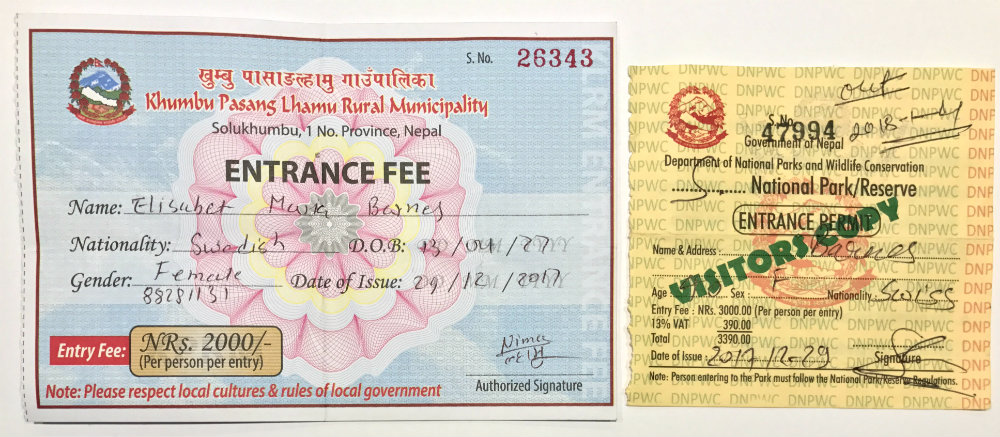 S. No. 26343
खुम्बु पासाङल्हामु गाउँपालिका
Khumbu Pasang Lhamu Rural Municipality
Solukhumbu, 1 No. Province, Nepal
ENTRANCE FEE
Name: Elisabet Maria Barnes
Nationality: Swedish D.O.B: 13/04/77
Gender: Female Date of Issue: 29/12/2017
88281131
Entry Fee: NRs. 2000/-
(Per person per entry)
Nima
Authorized Signature
Note: Please respect local cultures & rules of local government
out
S. No.
47994
2018
Government of Nepal
Department of National Parks and Wildlife Conservation
S National Park/Reserve
ENTRANCE PERMIT
VISITORS COPY
Name & Address Barnes
Age : Sex : F Nationality Swiss
Entry Fee : NRs. 3000.00 (Per person per entry)
13% VAT 390.00
Total 3390.00
Date of Issue : 2017/12-29 Signature
Note: Person entering to the Park must follow the National Park/Reserve Regulations.